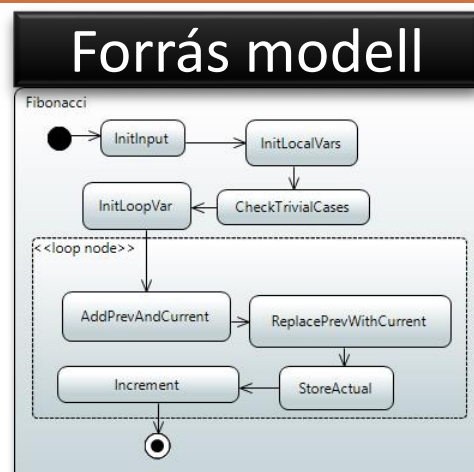 Forrás modell
Fibonacci
InitInput
InitLocalVars
InitLoopVar
CheckTrivialCases
<<loop node>>
AddPrevAndCurrent
ReplacePrevWithCurrent
Increment
StoreActual